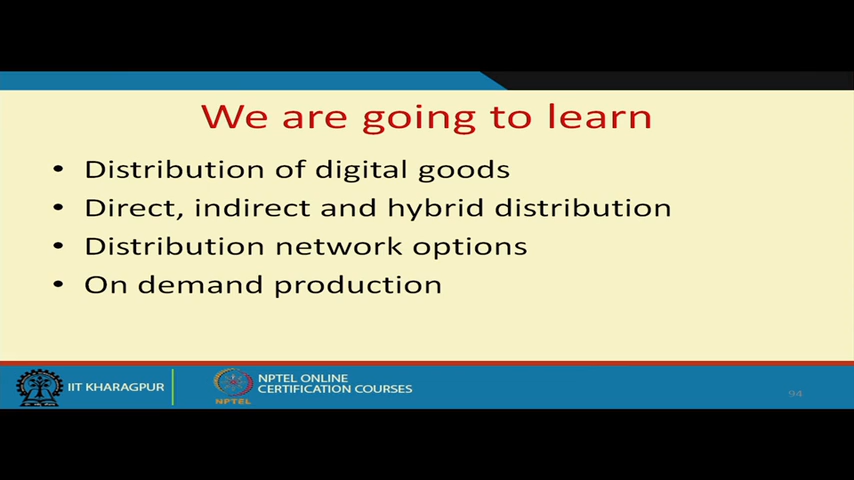 We are going to learn
• Distribution of digital goods
• Direct, indirect and hybrid distribution
• Distribution network options
• On demand production
IIT KHARAGPUR
NPTEL
NPTEL ONLINE
CERTIFICATION COURSES
94